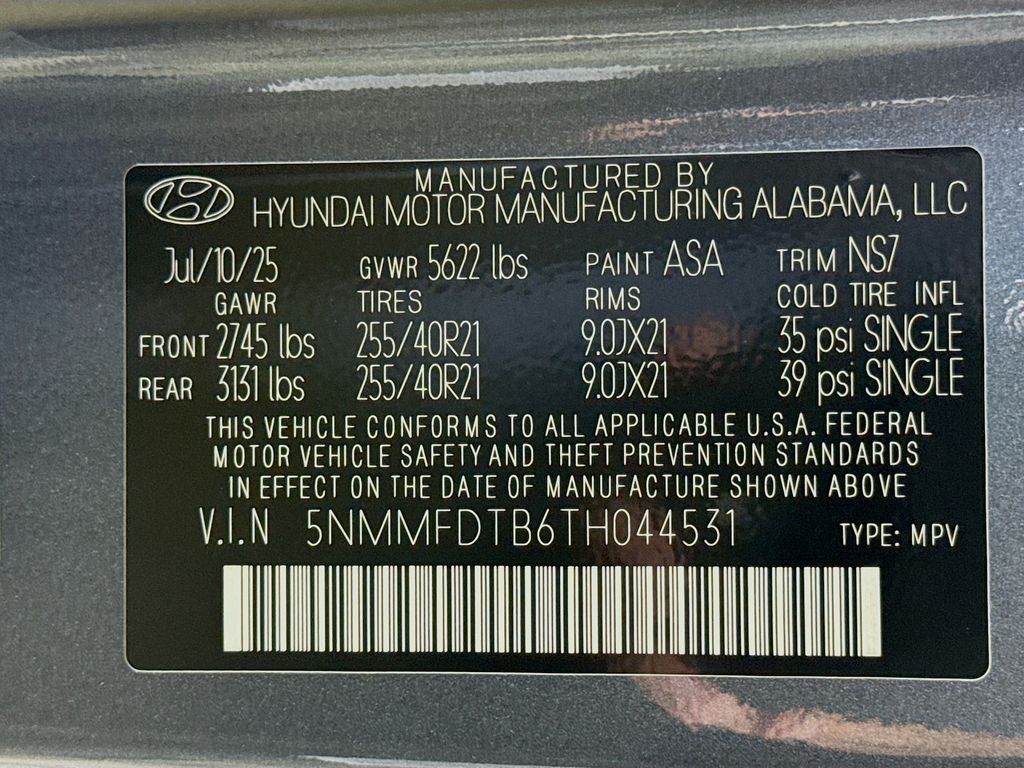 MANUFACTURED BY
HYUNDAI MOTOR MANUFACTURING ALABAMA, LLC
Jul/10/25 GVWR 5622 lbs PAINT ASA TRIM NS7
GAWR TIRES RIMS COLD TIRE INFL
FRONT 2745 lbs 255/40R21 9.0JX21 35 psi SINGLE
REAR 3131 lbs 255/40R21 9.0JX21 39 psi SINGLE
THIS VEHICLE CONFORMS TO ALL APPLICABLE U.S.A. FEDERAL
MOTOR VEHICLE SAFETY AND THEFT PREVENTION STANDARDS
IN EFFECT ON THE DATE OF MANUFACTURE SHOWN ABOVE
V.I.N 5NMMFDTB6TH044531 TYPE: MPV